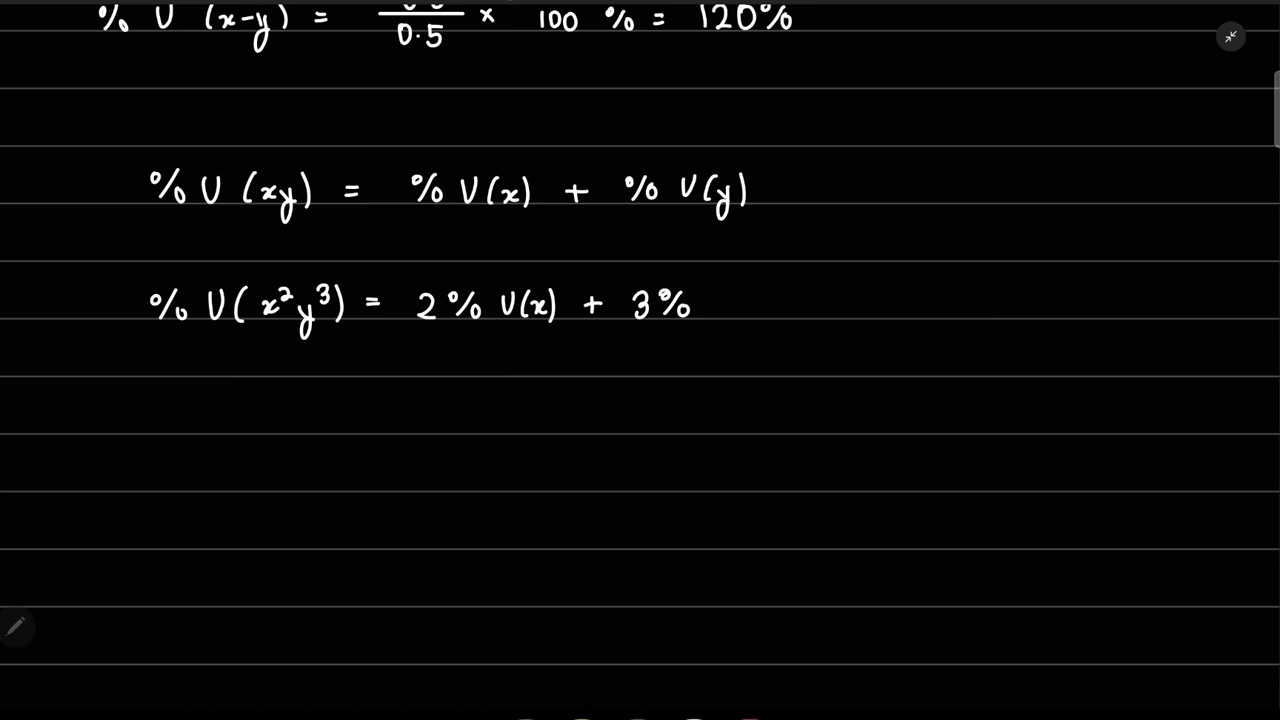 % U (x-y) = /0.5 × 100 % = 120%
% U (xy) = % U(x) + % U(y)
% U( x²y³) = 2% U(x) + 3%